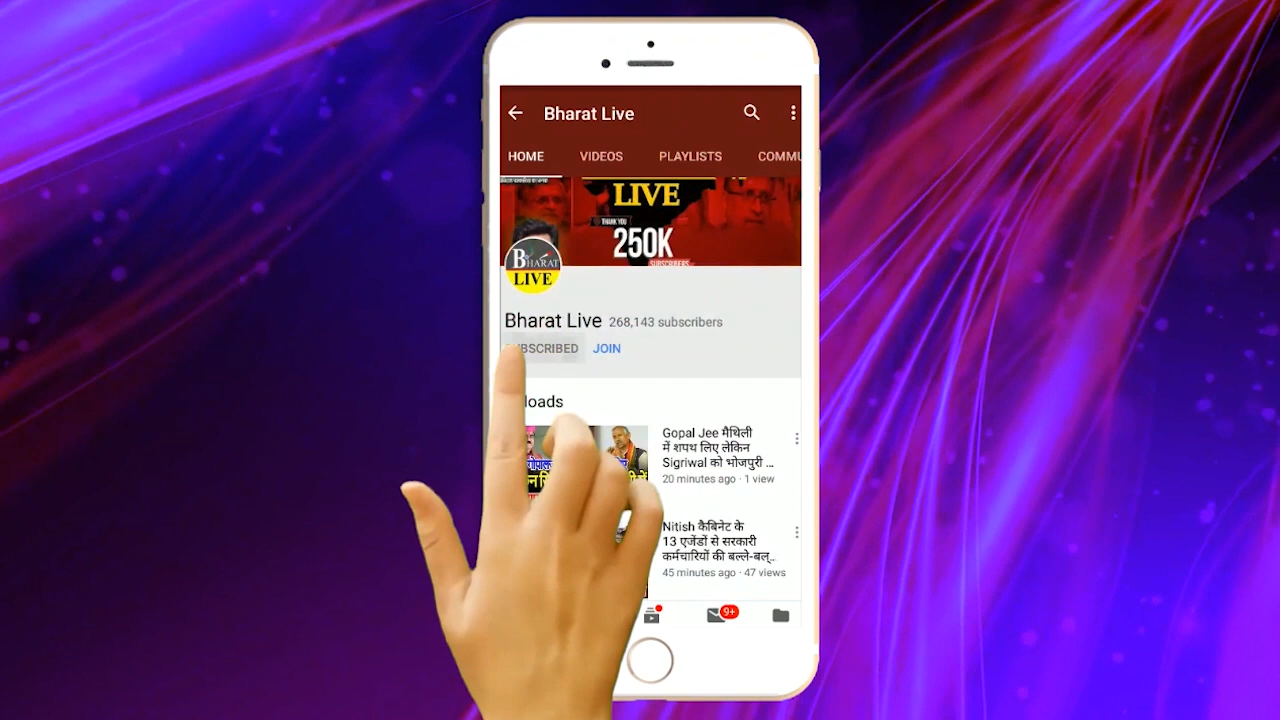 Bharat Live
HOME VIDEOS PLAYLISTS COMMU
LIVE
THANK YOU
250K
SUBSCRIBERS
BHARAT
LIVE
Bharat Live 268,143 subscribers
UBSCRIBED JOIN
loads
Gopal Jee मैथिली
में शपथ लिए लेकिन
Sigriwal को भोजपुरी ...
20 minutes ago · 1 view
Nitish कैबिनेट के
13 एजेंडों से सरकारी
कर्मचारियों की बल्ले-बल्..
45 minutes ago · 47 views
9+